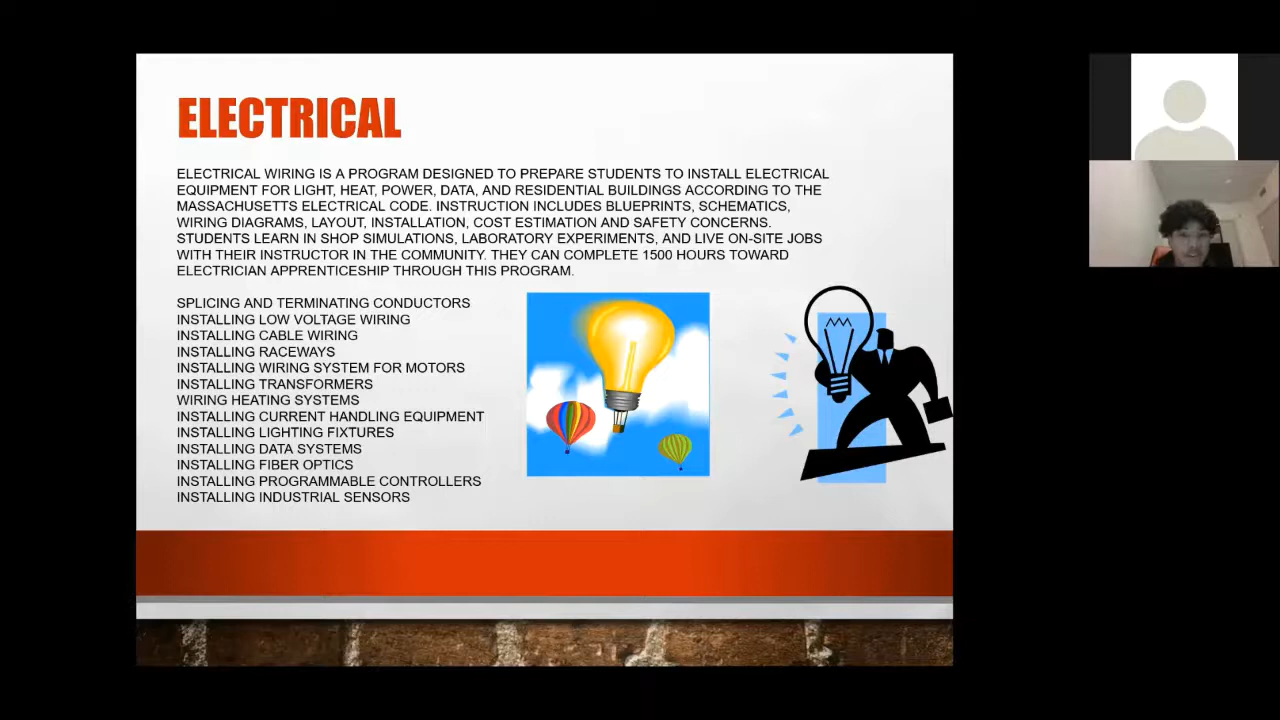 ELECTRICAL
ELECTRICAL WIRING IS A PROGRAM DESIGNED TO PREPARE STUDENTS TO INSTALL ELECTRICAL
EQUIPMENT FOR LIGHT, HEAT, POWER, DATA, AND RESIDENTIAL BUILDINGS ACCORDING TO THE
MASSACHUSETTS ELECTRICAL CODE. INSTRUCTION INCLUDES BLUEPRINTS, SCHEMATICS,
WIRING DIAGRAMS, LAYOUT, INSTALLATION, COST ESTIMATION AND SAFETY CONCERNS.
STUDENTS LEARN IN SHOP SIMULATIONS, LABORATORY EXPERIMENTS, AND LIVE ON-SITE JOBS
WITH THEIR INSTRUCTOR IN THE COMMUNITY. THEY CAN COMPLETE 1500 HOURS TOWARD
ELECTRICIAN APPRENTICESHIP THROUGH THIS PROGRAM.
SPLICING AND TERMINATING CONDUCTORS
INSTALLING LOW VOLTAGE WIRING
INSTALLING CABLE WIRING
INSTALLING RACEWAYS
INSTALLING WIRING SYSTEM FOR MOTORS
INSTALLING TRANSFORMERS
WIRING HEATING SYSTEMS
INSTALLING CURRENT HANDLING EQUIPMENT
INSTALLING LIGHTING FIXTURES
INSTALLING DATA SYSTEMS
INSTALLING FIBER OPTICS
INSTALLING PROGRAMMABLE CONTROLLERS
INSTALLING INDUSTRIAL SENSORS